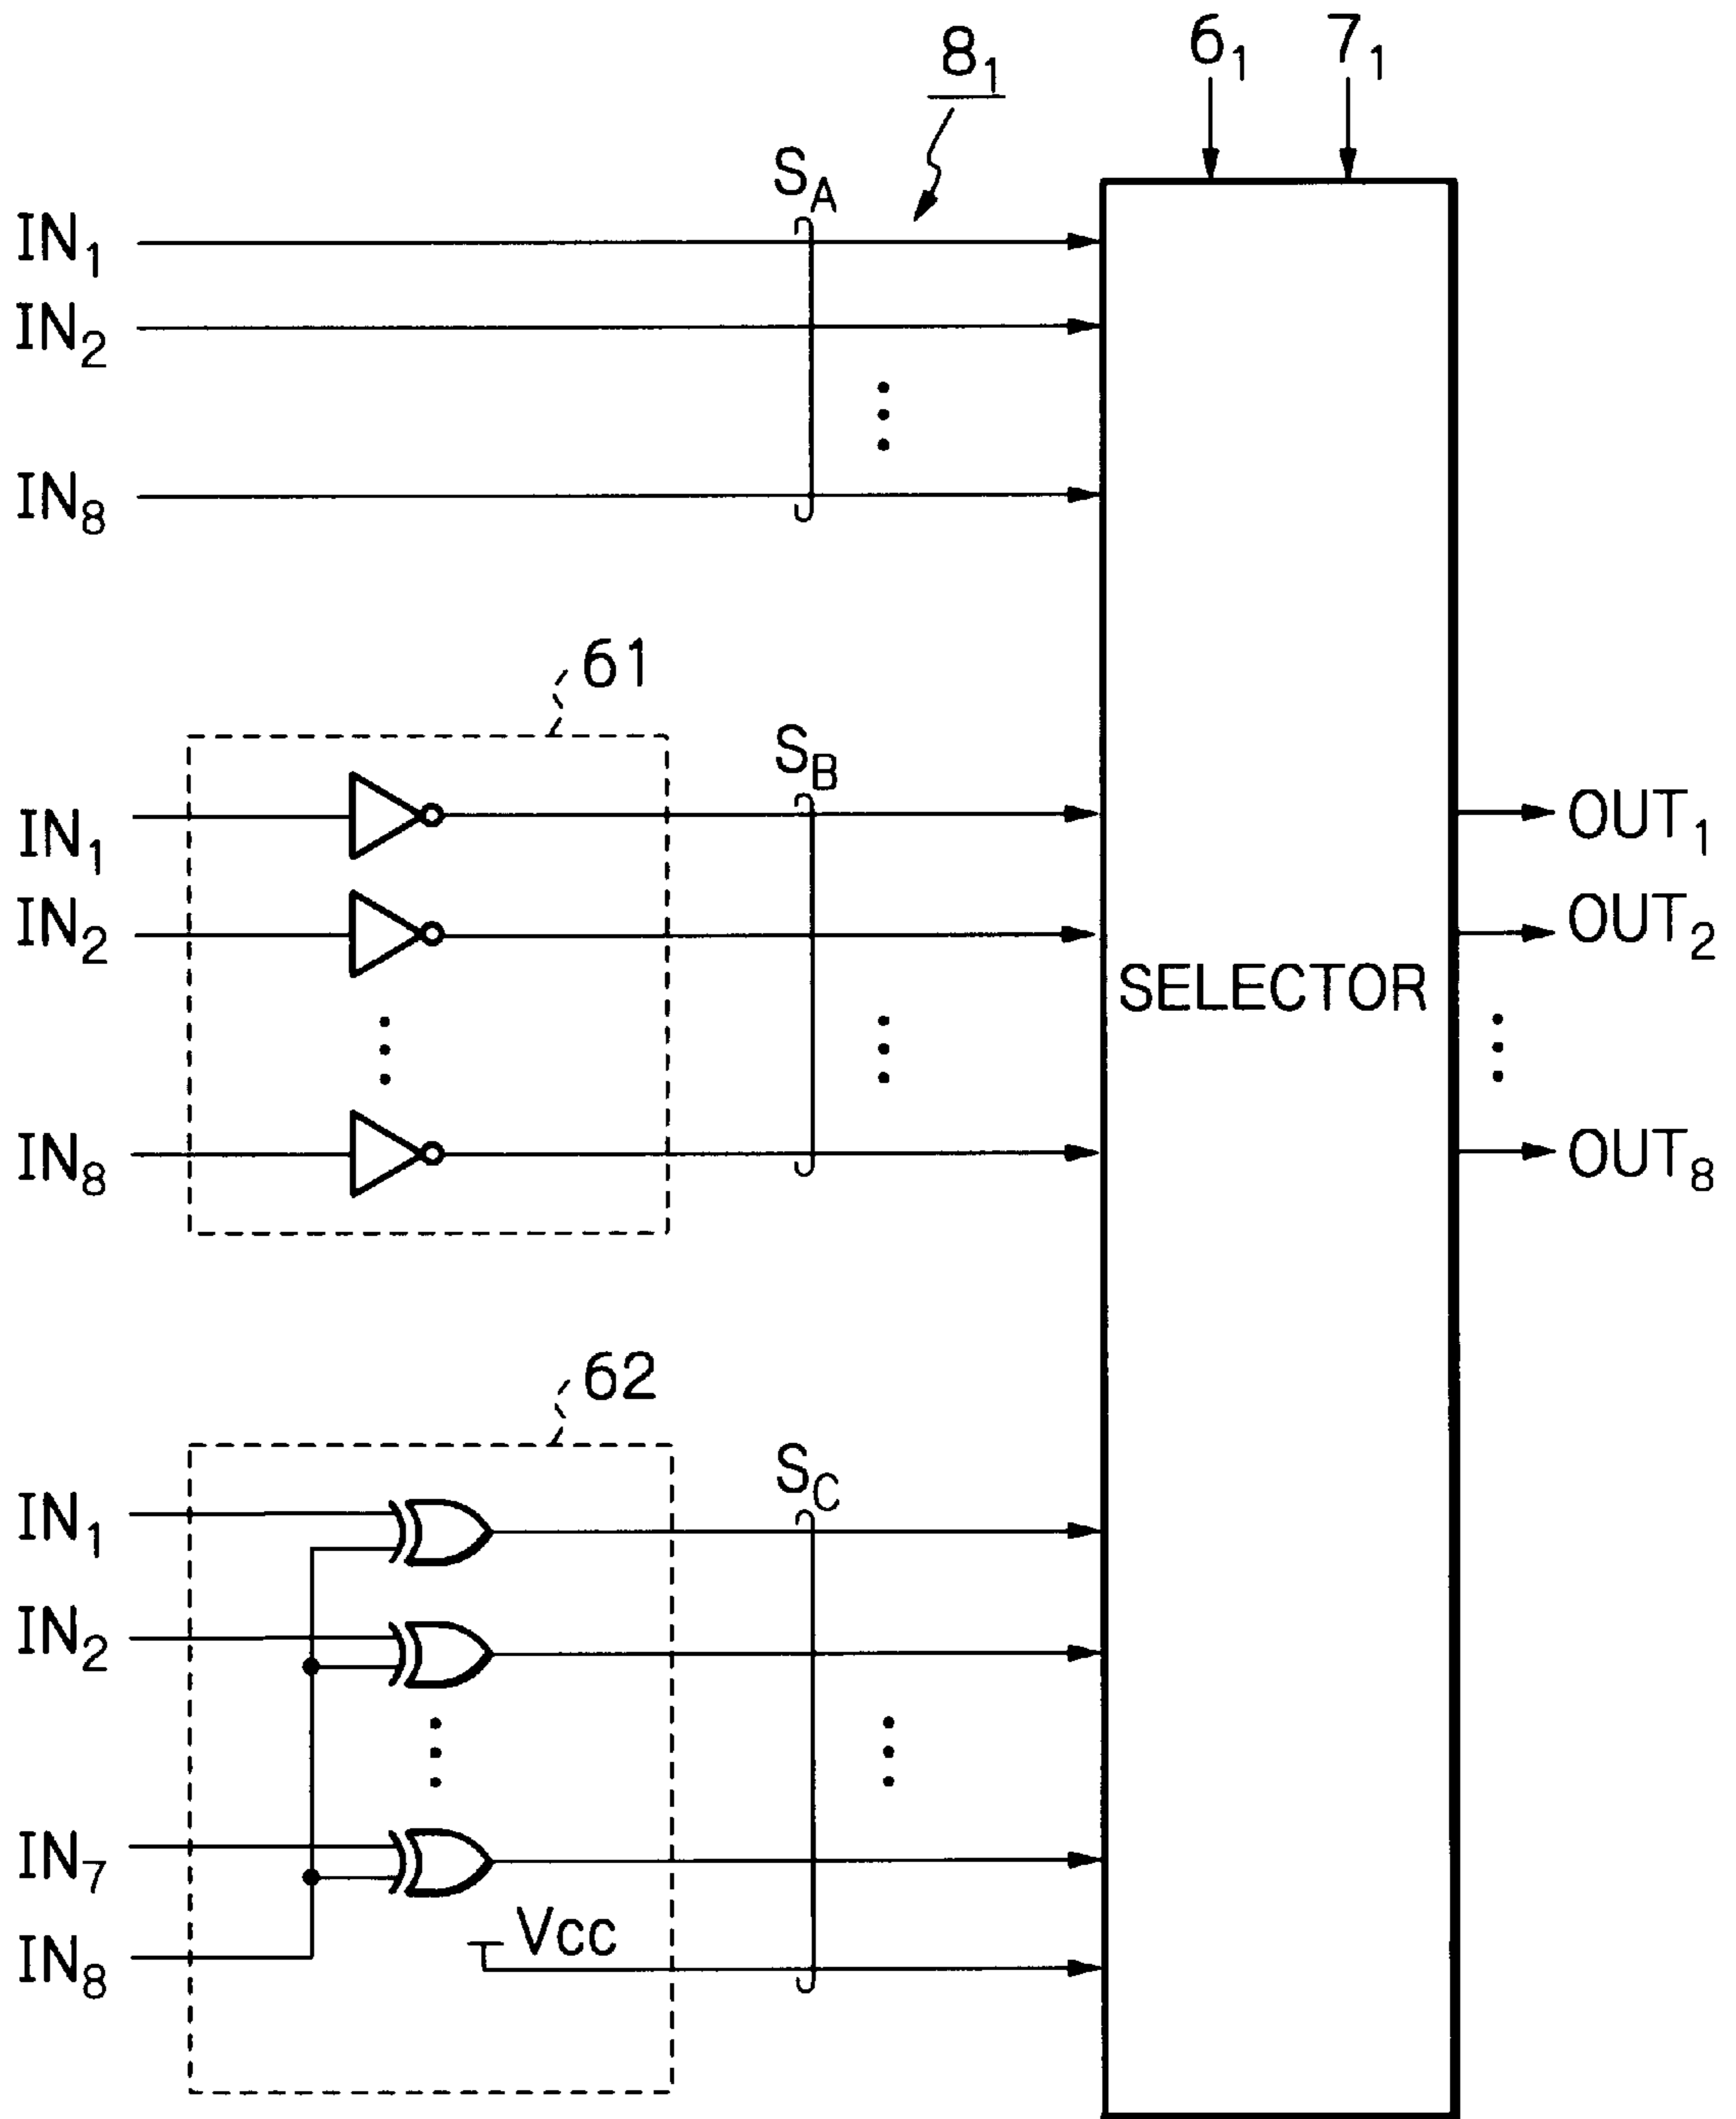 8₁
6₁ 7₁
S_A
IN₁
IN₂
IN₈
61
S_B
IN₁
IN₂
IN₈
SELECTOR
OUT₁
OUT₂
OUT₈
62
S_C
IN₁
IN₂
IN₇
IN₈
Vcc